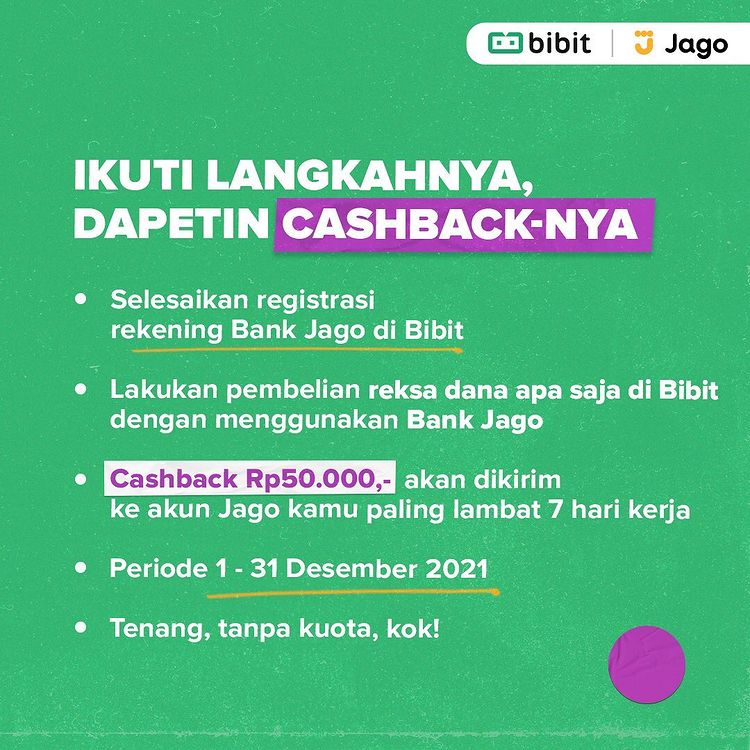 bibit | Jago
IKUTI LANGKAHNYA,
DAPETIN CASHBACK-NYA
• Selesaikan registrasi
rekening Bank Jago di Bibit
• Lakukan pembelian reksa dana apa saja di Bibit
dengan menggunakan Bank Jago
• Cashback Rp50.000,- akan dikirim
ke akun Jago kamu paling lambat 7 hari kerja
• Periode 1 - 31 Desember 2021
• Tenang, tanpa kuota, kok!